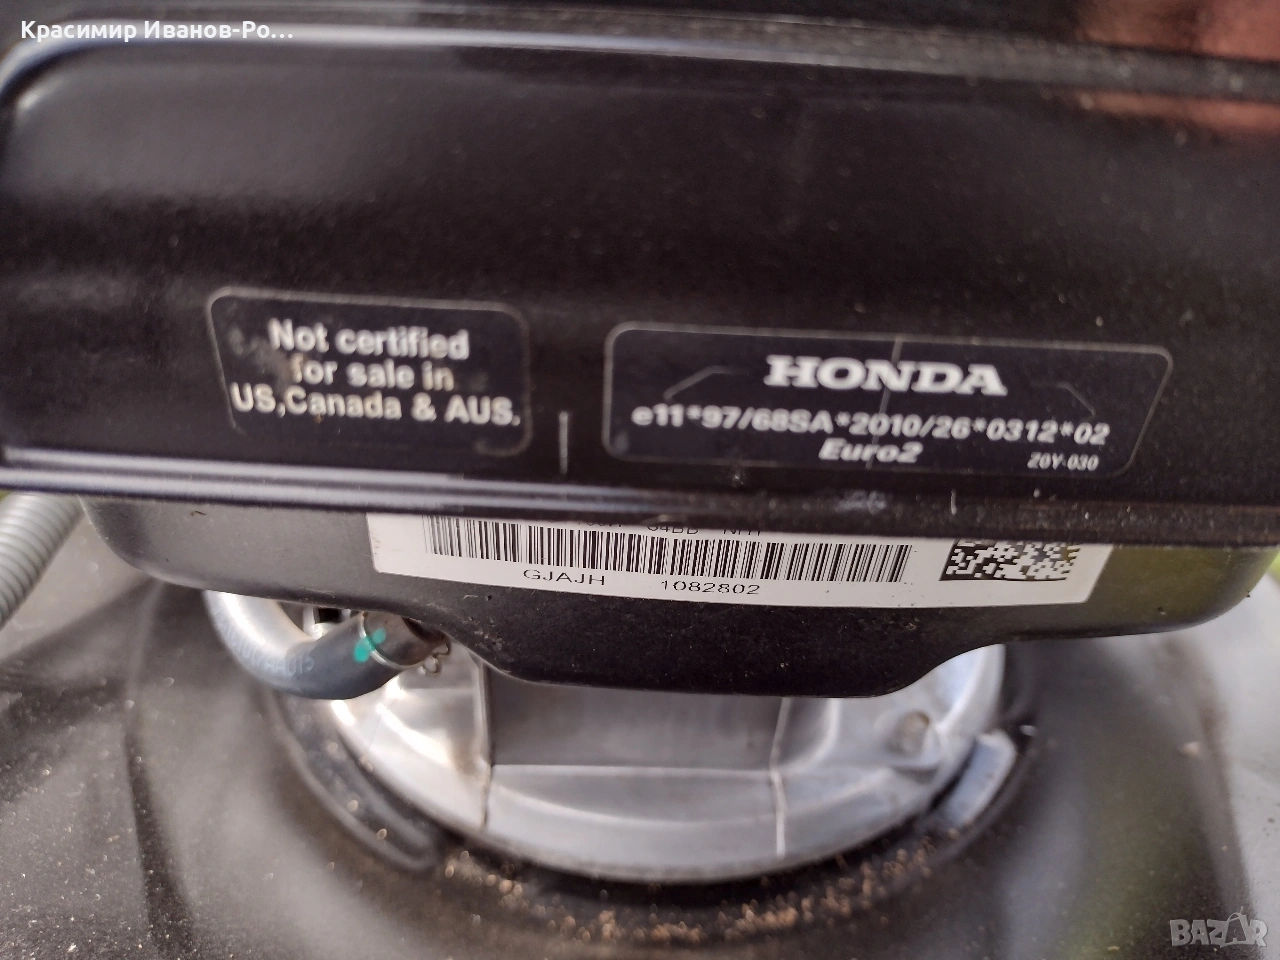 Красимир Иванов-Ро...
Not certified
for sale in
US,Canada & AUS.
HONDA
e11*97/68SA*2010/26*0312*02
Euro2
Z0Y-030
GJAJH 1082802
BAZAR